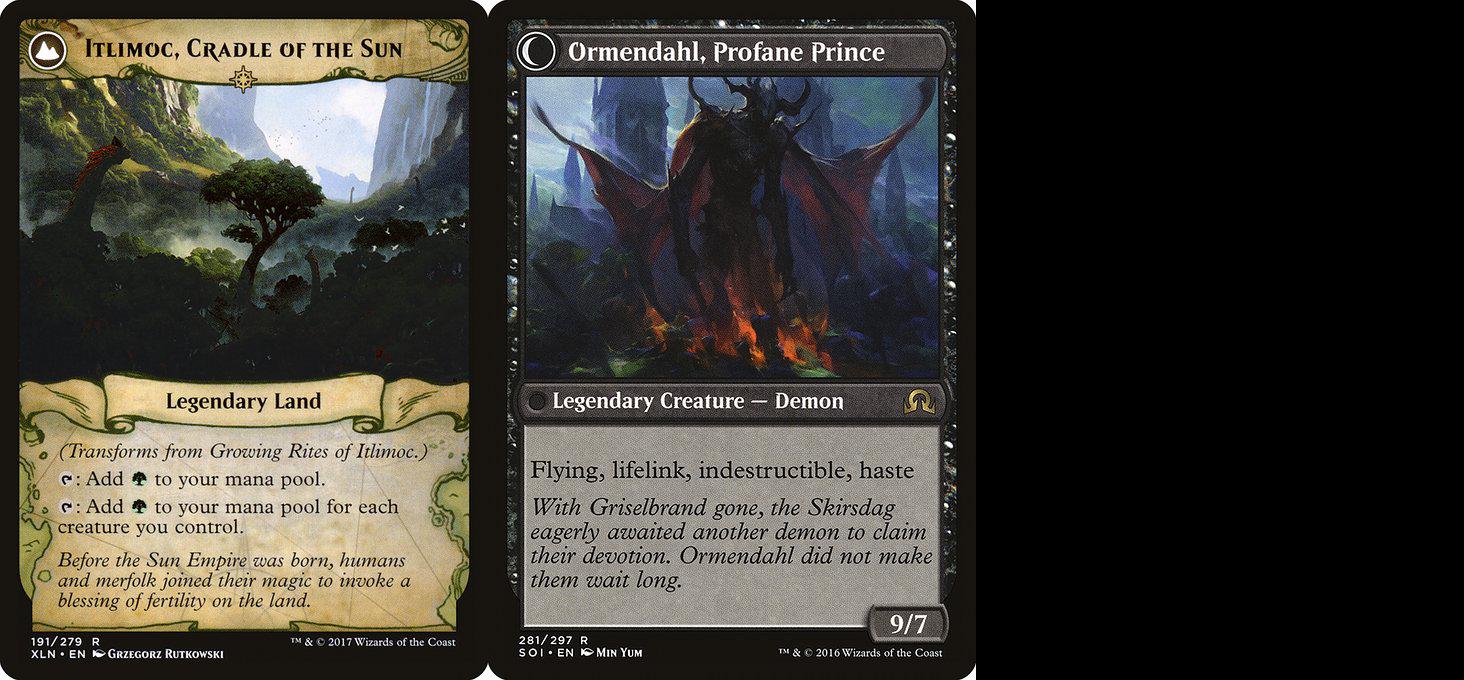 Itlimoc, Cradle of the Sun
Legendary Land
(Transforms from Growing Rites of Itlimoc.)
: Add to your mana pool.
: Add to your mana pool for each
creature you control.
Before the Sun Empire was born, humans
and merfolk joined their magic to invoke a
blessing of fertility on the land.
191/279 R
XLN • EN Grzegorz Rutkowski
™ & © 2017 Wizards of the Coast
Ormendahl, Profane Prince
Legendary Creature — Demon
Flying, lifelink, indestructible, haste
With Griselbrand gone, the Skirsdag
eagerly awaited another demon to claim
their devotion. Ormendahl did not make
them wait long.
9/7
281/297 R
SOI • EN Min Yum
™ & © 2016 Wizards of the Coast